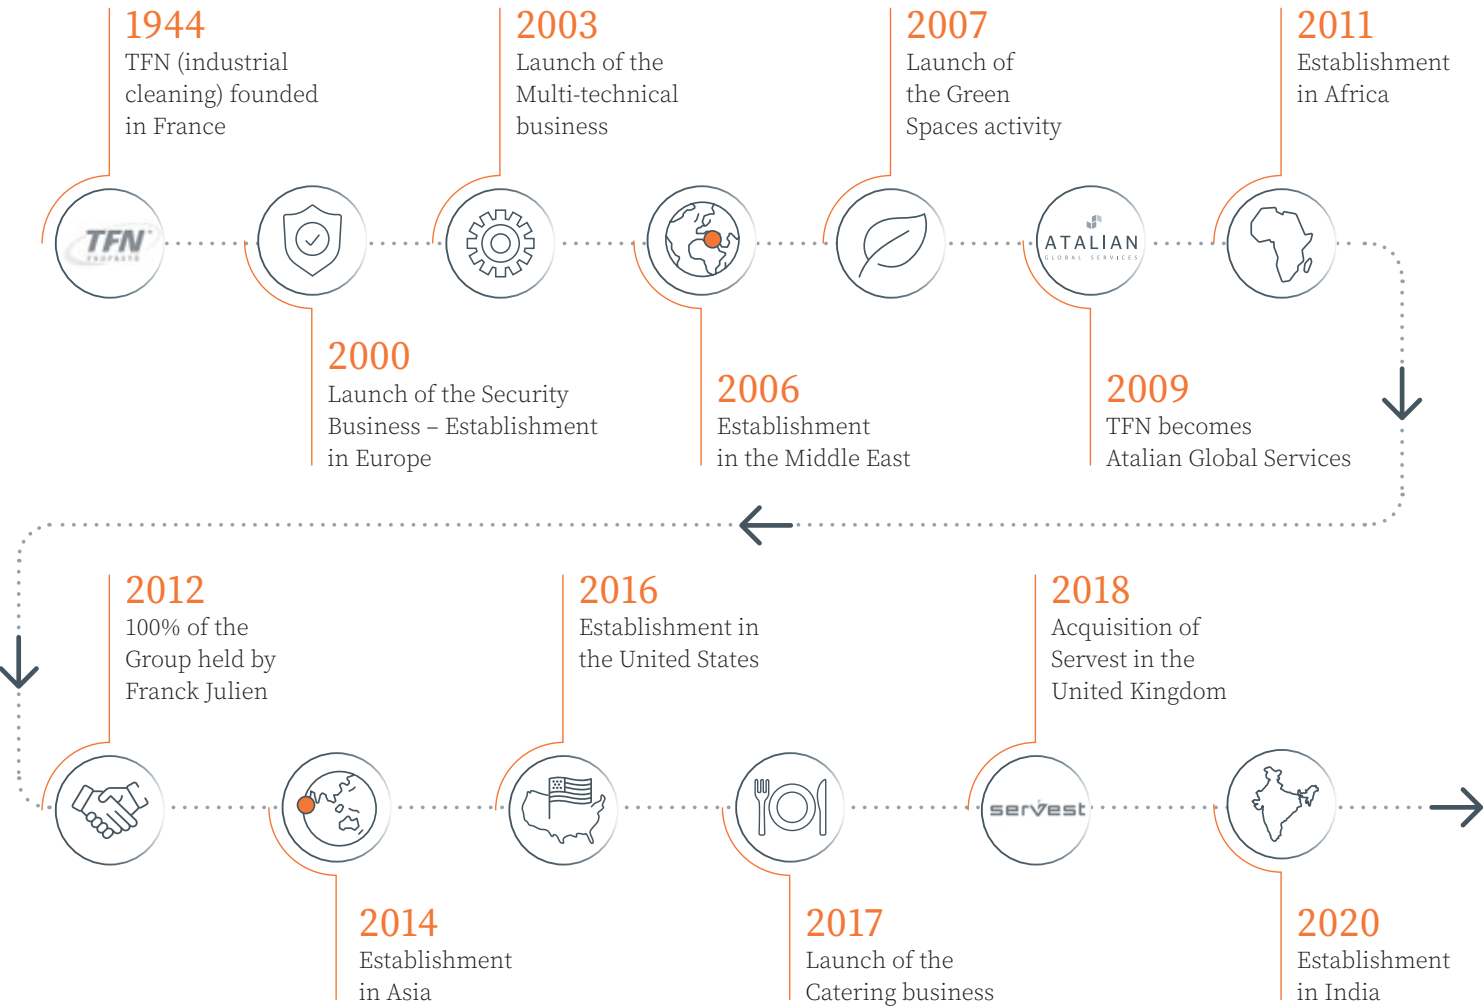 1944
TFN (industrial
cleaning) founded
in France
2003
Launch of the
Multi-technical
business
2007
Launch of
the Green
Spaces activity
2011
Establishment
in Africa
TFN
PROPRETÉ
ATALIAN
GLOBAL SERVICES
2000
Launch of the Security
Business – Establishment
in Europe
2006
Establishment
in the Middle East
2009
TFN becomes
Atalian Global Services
2012
100% of the
Group held by
Franck Julien
2016
Establishment in
the United States
2018
Acquisition of
Servest in the
United Kingdom
servest
2014
Establishment
in Asia
2017
Launch of the
Catering business
2020
Establishment
in India